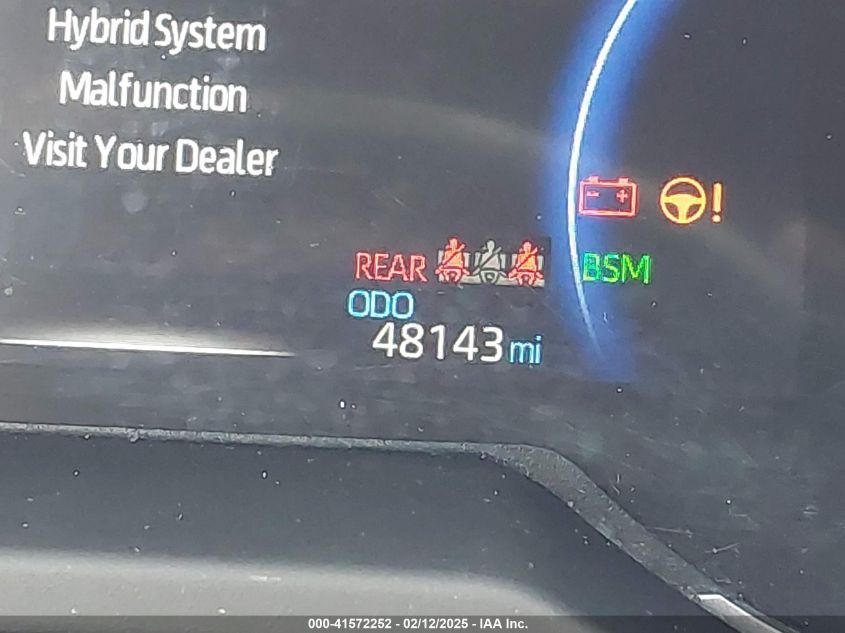 Hybrid System
Malfunction
Visit Your Dealer
!
REAR
BSM
ODO
48143 mi
000-41572252 - 02/12/2025 - IAA Inc.